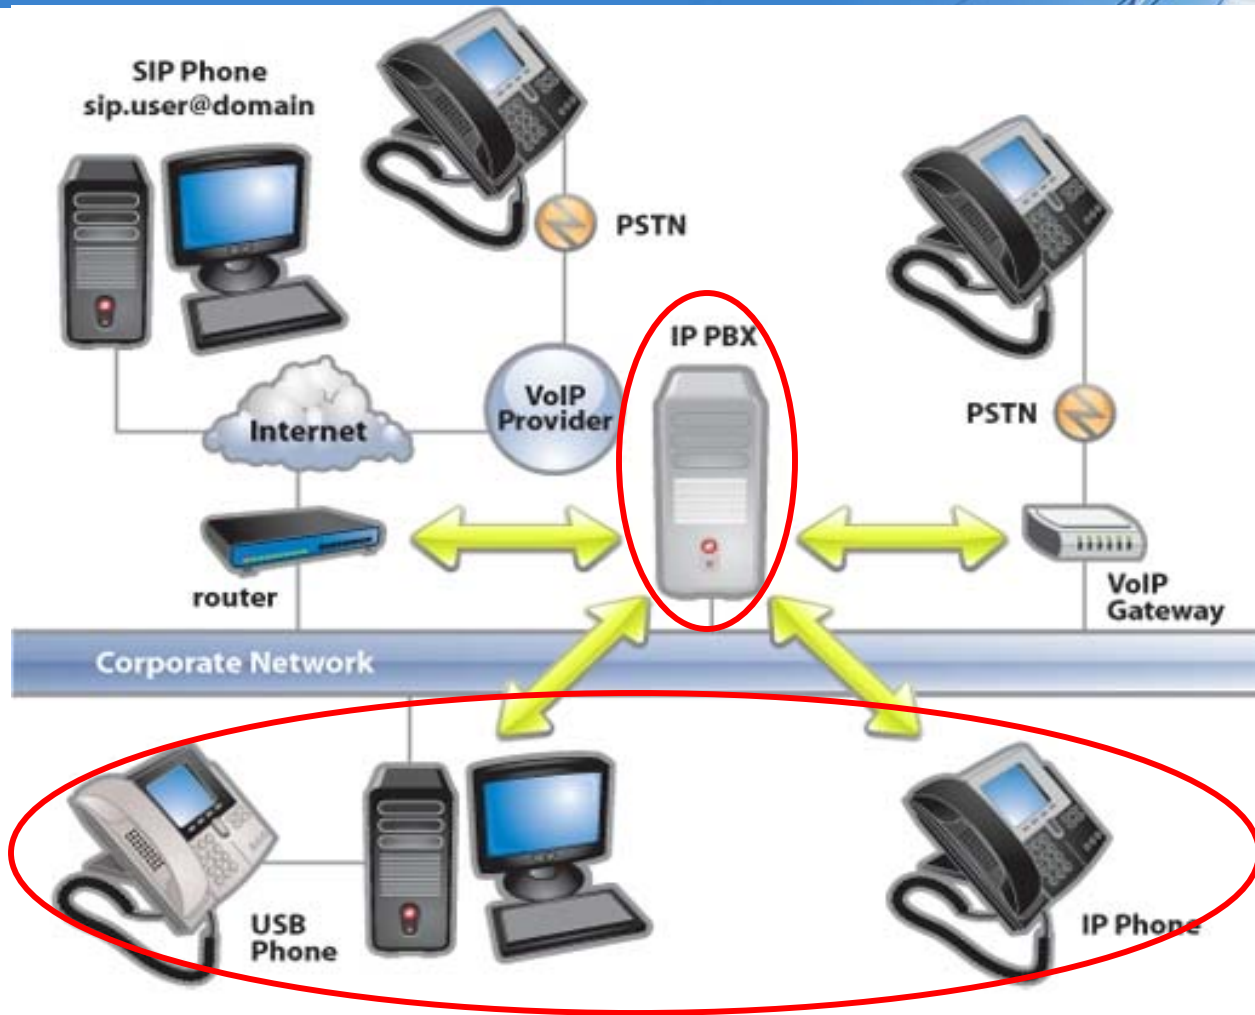 SIP Phone
sip.user@domain
PSTN
IP PBX
VoIP
Provider
Internet
PSTN
router
VoIP
Gateway
Corporate Network
USB
Phone
IP Phone